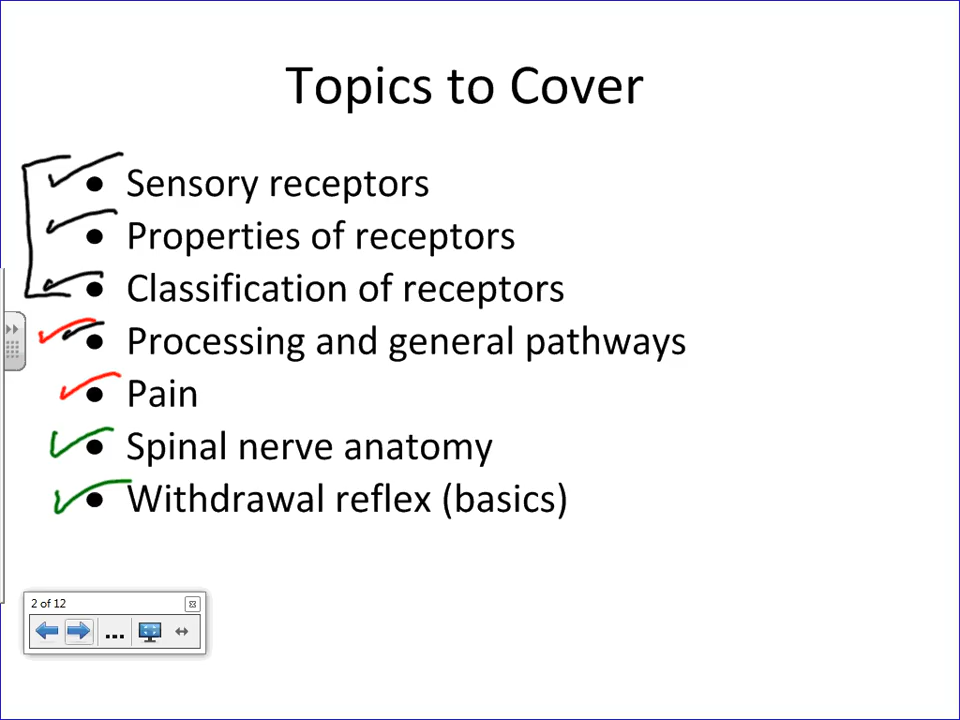 Topics to Cover
• Sensory receptors
• Properties of receptors
• Classification of receptors
• Processing and general pathways
• Pain
• Spinal nerve anatomy
• Withdrawal reflex (basics)
2 of 12
...